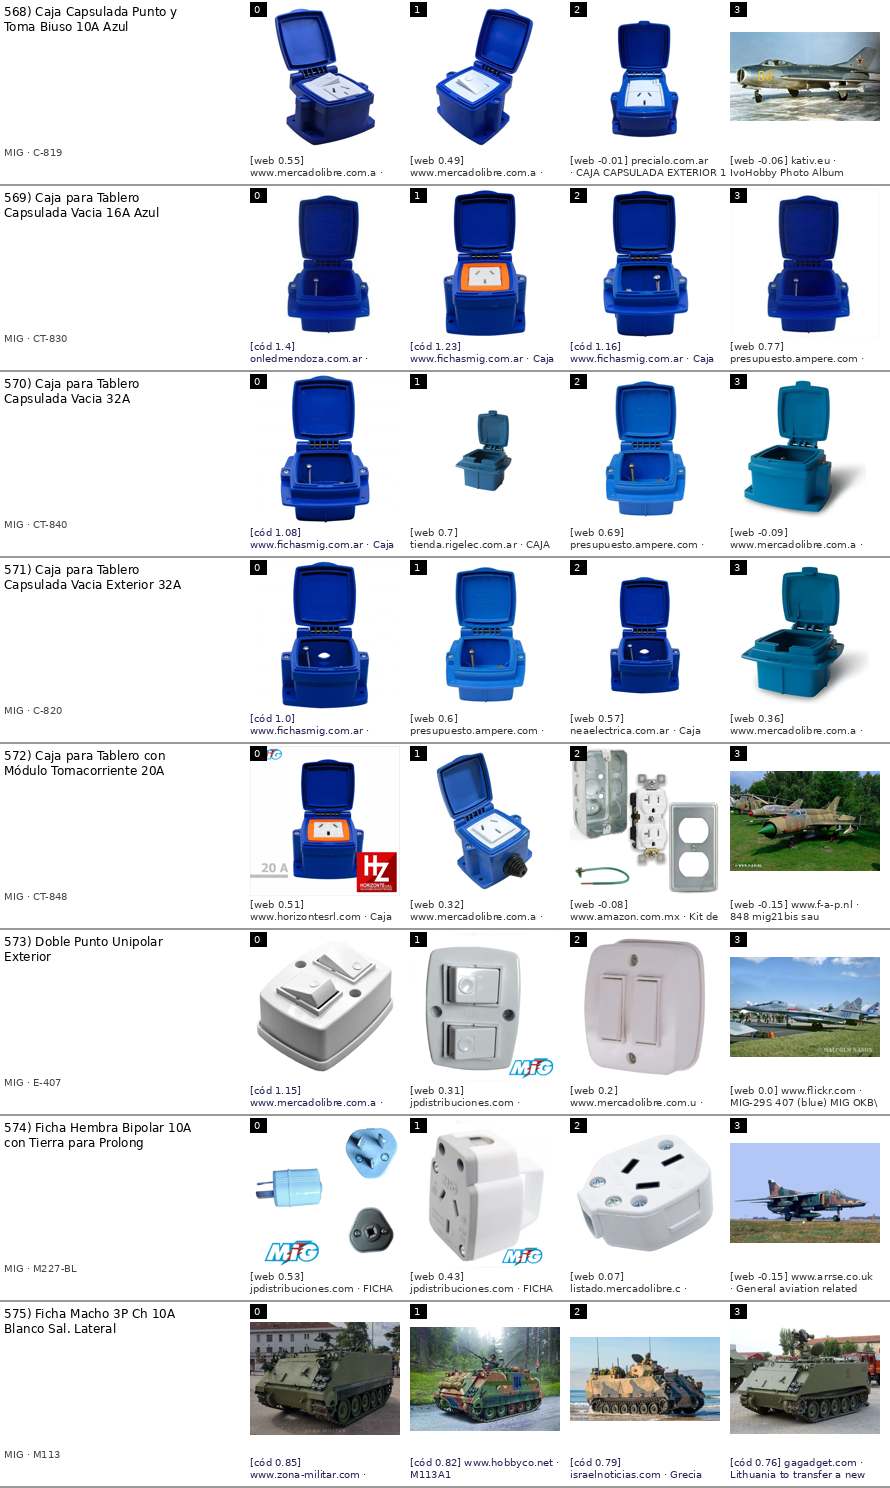 568) Caja Capsulada Punto y
Toma Biuso 10A Azul
MIG · C-819
0
1
2
3
[web 0.55]
www.mercadolibre.com.a ·
[web 0.49]
www.mercadolibre.com.a ·
[web -0.01] precialo.com.ar
· CAJA CAPSULADA EXTERIOR 1
[web -0.06] kativ.eu ·
IvoHobby Photo Album
569) Caja para Tablero
Capsulada Vacia 16A Azul
MIG · CT-830
0
1
2
3
[cód 1.4]
onledmendoza.com.ar ·
[cód 1.23]
www.fichasmig.com.ar · Caja
[cód 1.16]
www.fichasmig.com.ar · Caja
[web 0.77]
presupuesto.ampere.com ·
570) Caja para Tablero
Capsulada Vacia 32A
MIG · CT-840
0
1
2
3
[cód 1.08]
www.fichasmig.com.ar · Caja
[web 0.7]
tienda.rigelec.com.ar · CAJA
[web 0.69]
presupuesto.ampere.com ·
[web -0.09]
www.mercadolibre.com.a ·
571) Caja para Tablero
Capsulada Vacia Exterior 32A
MIG · C-820
0
1
2
3
[cód 1.0]
www.fichasmig.com.ar ·
[web 0.6]
presupuesto.ampere.com ·
[web 0.57]
neaelectrica.com.ar · Caja
[web 0.36]
www.mercadolibre.com.a ·
572) Caja para Tablero con
Módulo Tomacorriente 20A
MIG · CT-848
0
1
2
3
20 A
HZ
[web 0.51]
www.horizontesrl.com · Caja
[web 0.32]
www.mercadolibre.com.a ·
[web -0.08]
www.amazon.com.mx · Kit de
[web -0.15] www.f-a-p.nl ·
848 mig21bis sau
573) Doble Punto Unipolar
Exterior
MIG · E-407
0
1
2
3
MIG
[cód 1.15]
www.mercadolibre.com.a ·
[web 0.31]
jpdistribuciones.com ·
[web 0.2]
www.mercadolibre.com.u ·
[web 0.0] www.flickr.com ·
MIG-29S 407 (blue) MIG OKB\
574) Ficha Hembra Bipolar 10A
con Tierra para Prolong
MIG · M227-BL
0
1
2
3
MIG
MIG
[web 0.53]
jpdistribuciones.com · FICHA
[web 0.43]
jpdistribuciones.com · FICHA
[web 0.07]
listado.mercadolibre.c ·
[web -0.15] www.arrse.co.uk
· General aviation related
575) Ficha Macho 3P Ch 10A
Blanco Sal. Lateral
MIG · M113
0
1
2
3
[cód 0.85]
www.zona-militar.com ·
[cód 0.82] www.hobbyco.net ·
M113A1
[cód 0.79]
israelnoticias.com · Grecia
[cód 0.76] gagadget.com ·
Lithuania to transfer a new